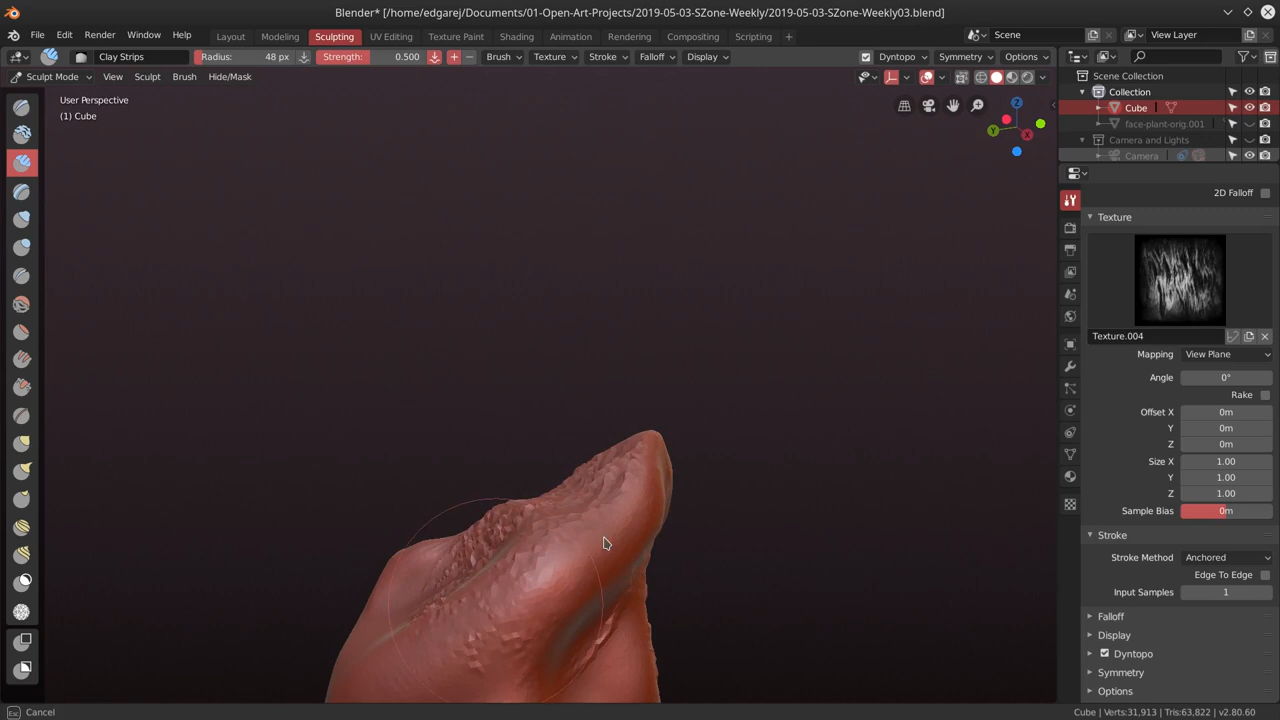 Blender* [/home/edgarej/Documents/01-Open-Art-Projects/2019-05-03-SZone-Weekly/2019-05-03-SZone-Weekly03.blend]
File Edit Render Window Help Layout Modeling Sculpting UV Editing Texture Paint Shading Animation Rendering Compositing Scripting Scene View Layer
Clay Strips Radius: 48 px Strength: 0.500 Brush Texture Stroke Falloff Display Dyntopo Symmetry Options
Sculpt Mode View Sculpt Brush Hide/Mask
User Perspective
(1) Cube
Z
Y
X
Scene Collection
Collection
Cube
face-plant-orig.001
Camera and Lights
Camera
2D Falloff
Texture
Texture.004
Mapping View Plane
Angle 0°
Rake
Offset X 0m
Y 0m
Z 0m
Size X 1.00
Y 1.00
Z 1.00
Sample Bias 0m
Stroke
Stroke Method Anchored
Edge To Edge
Input Samples 1
Falloff
Display
Dyntopo
Symmetry
Options
Esc Cancel
Cube | Verts:31,913 | Tris:63,822 | v2.80.60